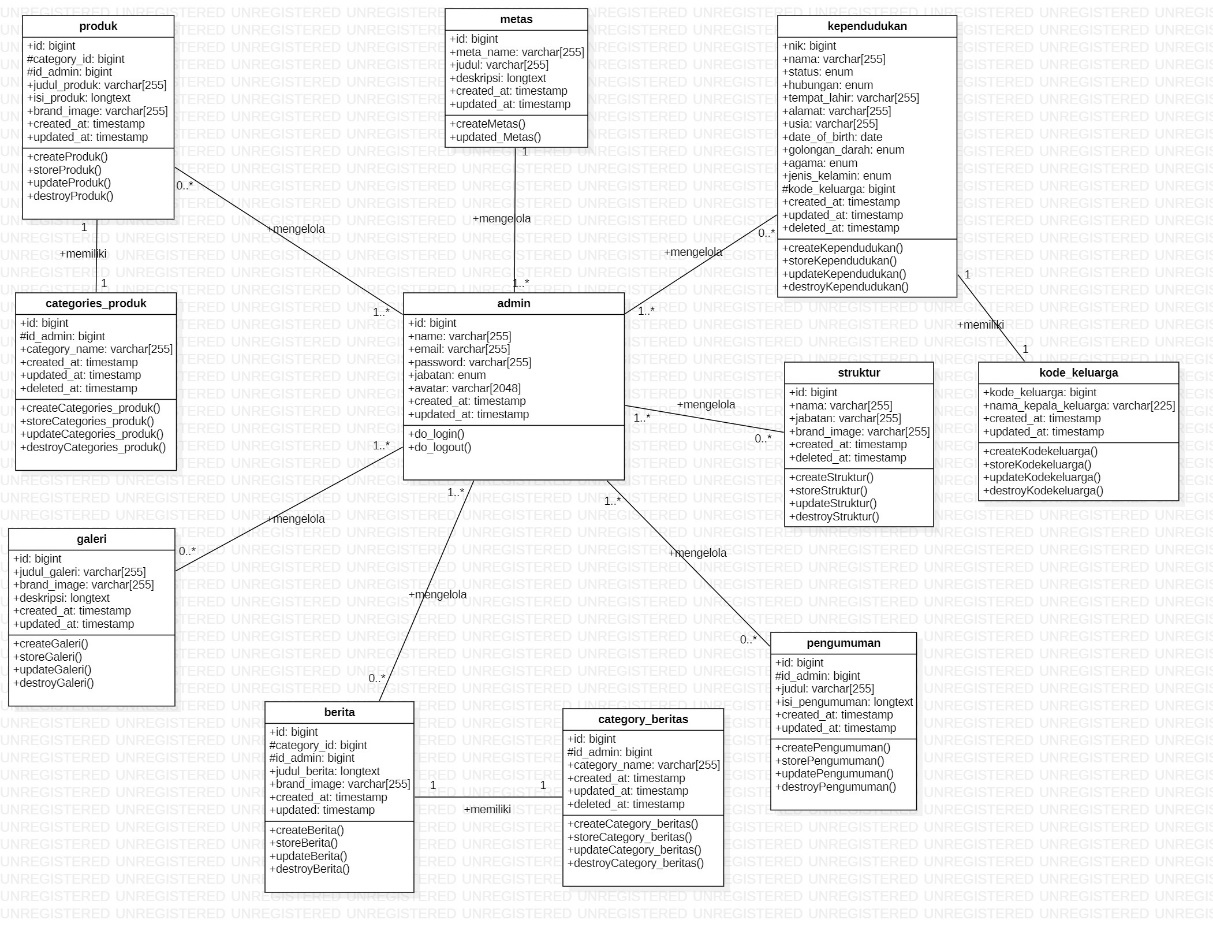 produk
+id: bigint
#category_id: bigint
#id_admin: bigint
+judul_produk: varchar[255]
+isi_produk: longtext
+brand_image: varchar[255]
+created_at: timestamp
+updated_at: timestamp
+createProduk()
+storeProduk()
+updateProduk()
+destroyProduk()
metas
+id: bigint
+meta_name: varchar[255]
+judul: varchar[255]
+deskripsi: longtext
+created_at: timestamp
+updated_at: timestamp
+createMetas()
+updated_Metas()
kependudukan
+nik: bigint
+nama: varchar[255]
+status: enum
+hubungan: enum
+tempat_lahir: varchar[255]
+alamat: varchar[255]
+usia: varchar[255]
+date_of_birth: date
+golongan_darah: enum
+agama: enum
+jenis_kelamin: enum
#kode_keluarga: bigint
+created_at: timestamp
+updated_at: timestamp
+deleted_at: timestamp
+createKependudukan()
+storeKependudukan()
+updateKependudukan()
+destroyKependudukan()
0..*
+mengelola
1..*
1
+mengelola
1..*
0..*
+mengelola
1..*
1
+memiliki
1
1
+memiliki
1
categories_produk
+id: bigint
#id_admin: bigint
+category_name: varchar[255]
+created_at: timestamp
+updated_at: timestamp
+deleted_at: timestamp
+createCategories_produk()
+storeCategories_produk()
+updateCategories_produk()
+destroyCategories_produk()
admin
+id: bigint
+name: varchar[255]
+email: varchar[255]
+password: varchar[255]
+jabatan: enum
+avatar: varchar[2048]
+created_at: timestamp
+updated_at: timestamp
+do_login()
+do_logout()
+mengelola
1..*
0..*
struktur
+id: bigint
+nama: varchar[255]
+jabatan: varchar[255]
+brand_image: varchar[255]
+created_at: timestamp
+deleted_at: timestamp
+createStruktur()
+storeStruktur()
+updateStruktur()
+destroyStruktur()
kode_keluarga
+kode_keluarga: bigint
+nama_kepala_keluarga: varchar[225]
+created_at: timestamp
+updated_at: timestamp
+createKodekeluarga()
+storeKodekeluarga()
+updateKodekeluarga()
+destroyKodekeluarga()
1..*
+mengelola
0..*
1..*
+mengelola
0..*
1..*
+mengelola
0..*
galeri
+id: bigint
+judul_galeri: varchar[255]
+brand_image: varchar[255]
+deskripsi: longtext
+created_at: timestamp
+updated_at: timestamp
+createGaleri()
+storeGaleri()
+updateGaleri()
+destroyGaleri()
berita
+id: bigint
#category_id: bigint
#id_admin: bigint
+judul_berita: longtext
+brand_image: varchar[255]
+created_at: timestamp
+updated: timestamp
+createBerita()
+storeBerita()
+updateBerita()
+destroyBerita()
1
+memiliki
1
category_beritas
+id: bigint
#id_admin: bigint
+category_name: varchar[255]
+created_at: timestamp
+updated_at: timestamp
+deleted_at: timestamp
+createCategory_beritas()
+storeCategory_beritas()
+updateCategory_beritas()
+destroyCategory_beritas()
pengumuman
+id: bigint
#id_admin: bigint
+judul: varchar[255]
+isi_pengumuman: longtext
+created_at: timestamp
+updated_at: timestamp
+createPengumuman()
+storePengumuman()
+updatePengumuman()
+destroyPengumuman()
UNREGISTERED